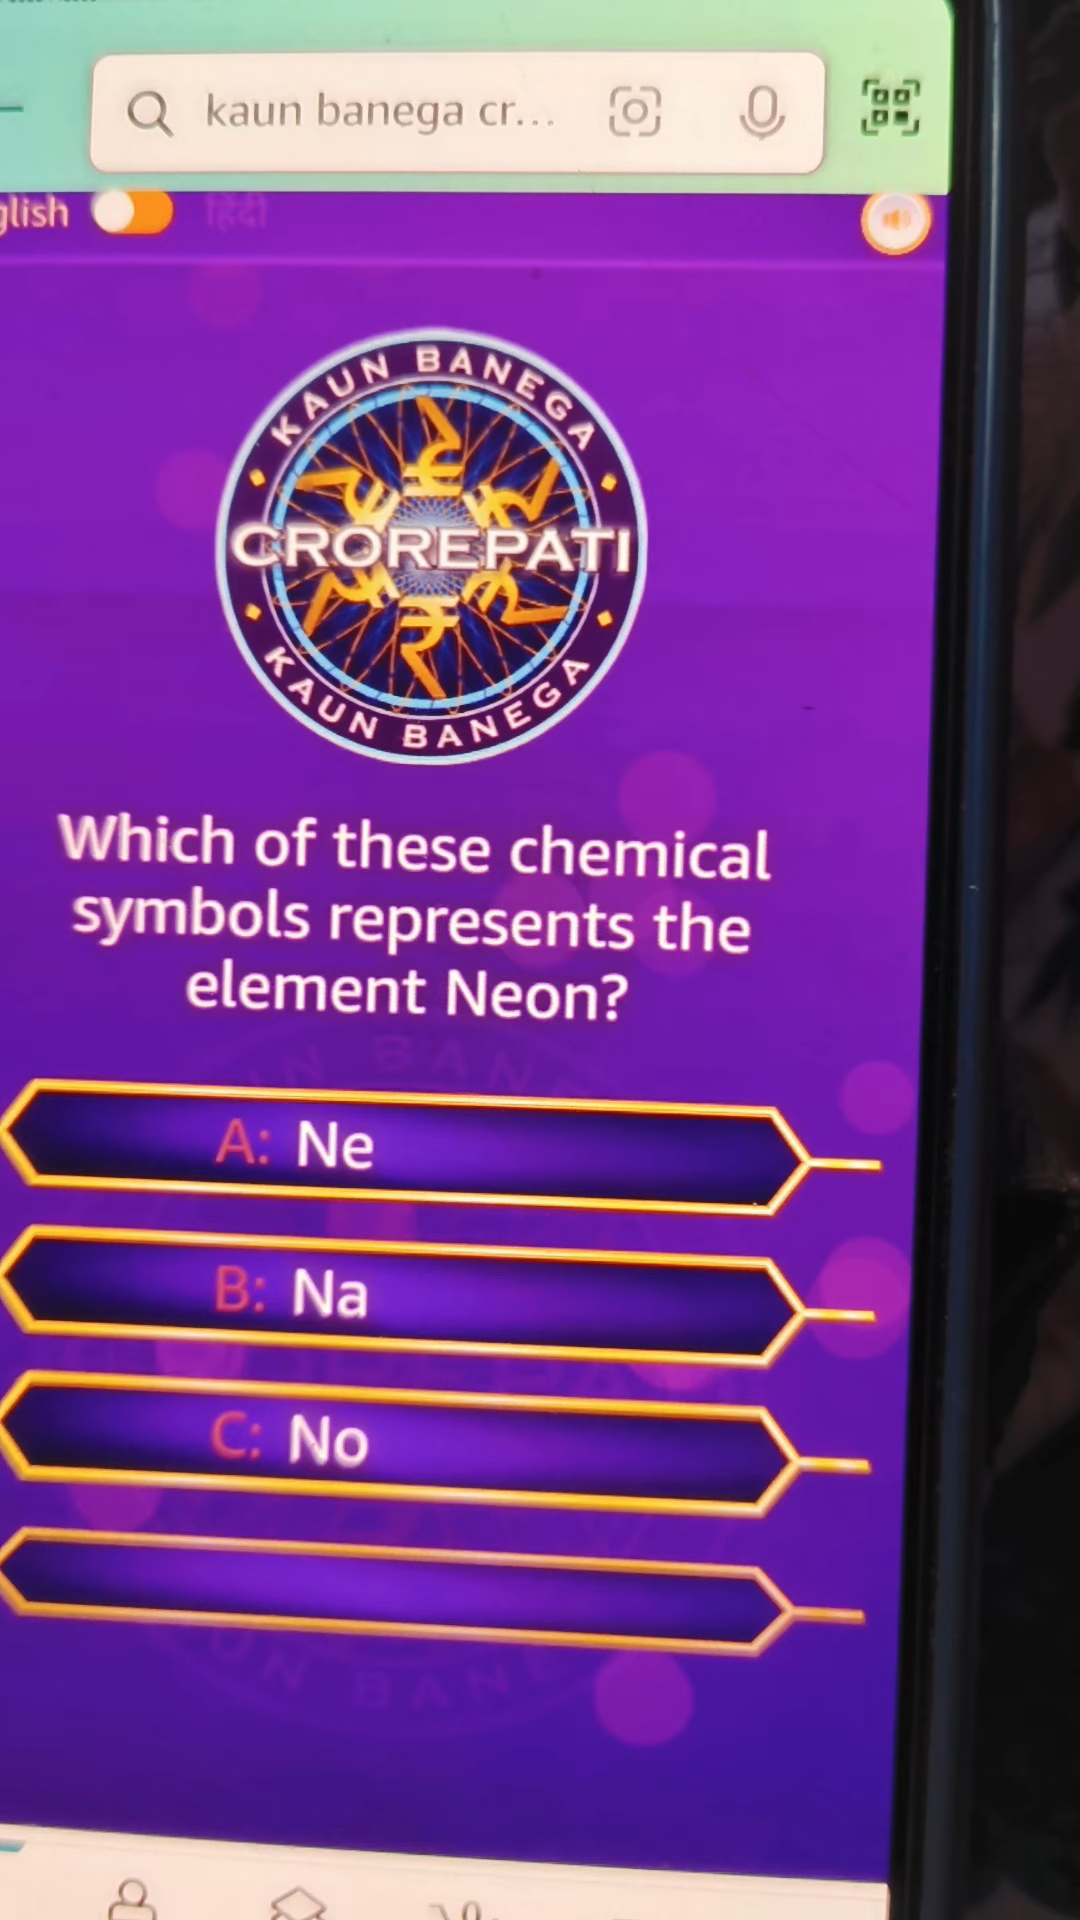 kaun banega cr...
glish हिंदी
KAUN BANEGA
CROREPATI
KAUN BANEGA
Which of these chemical
symbols represents the
element Neon?
A: Ne
B: Na
C: No